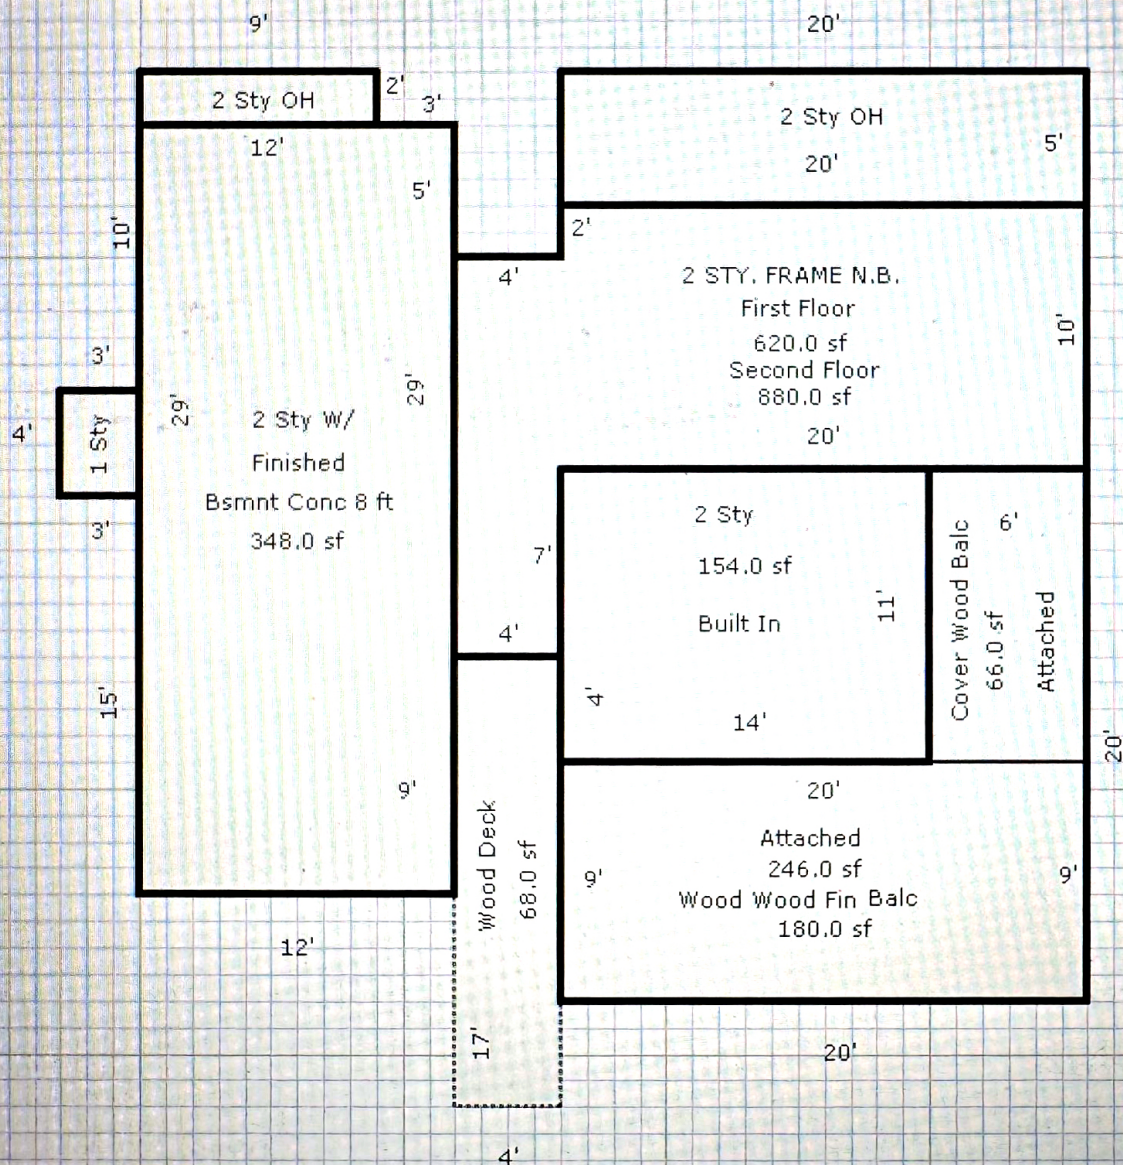 9'
20'
2 Sty OH
2'
3'
2 Sty OH
20'
5'
12'
5'
10'
2'
4'
2 STY. FRAME N.B.
First Floor
620.0 sf
Second Floor
880.0 sf
20'
10'
3'
4'
1 Sty
3'
29'
29'
2 Sty W/
Finished
Bsmnt Conc 8 ft
348.0 sf
15'
9'
12'
7'
4'
2 Sty
154.0 sf
Built In
11'
4'
14'
6'
Cover Wood Balc
66.0 sf
Attached
20'
20'
Attached
246.0 sf
Wood Wood Fin Balc
180.0 sf
9'
9'
Wood Deck
68.0 sf
17'
20'
4'